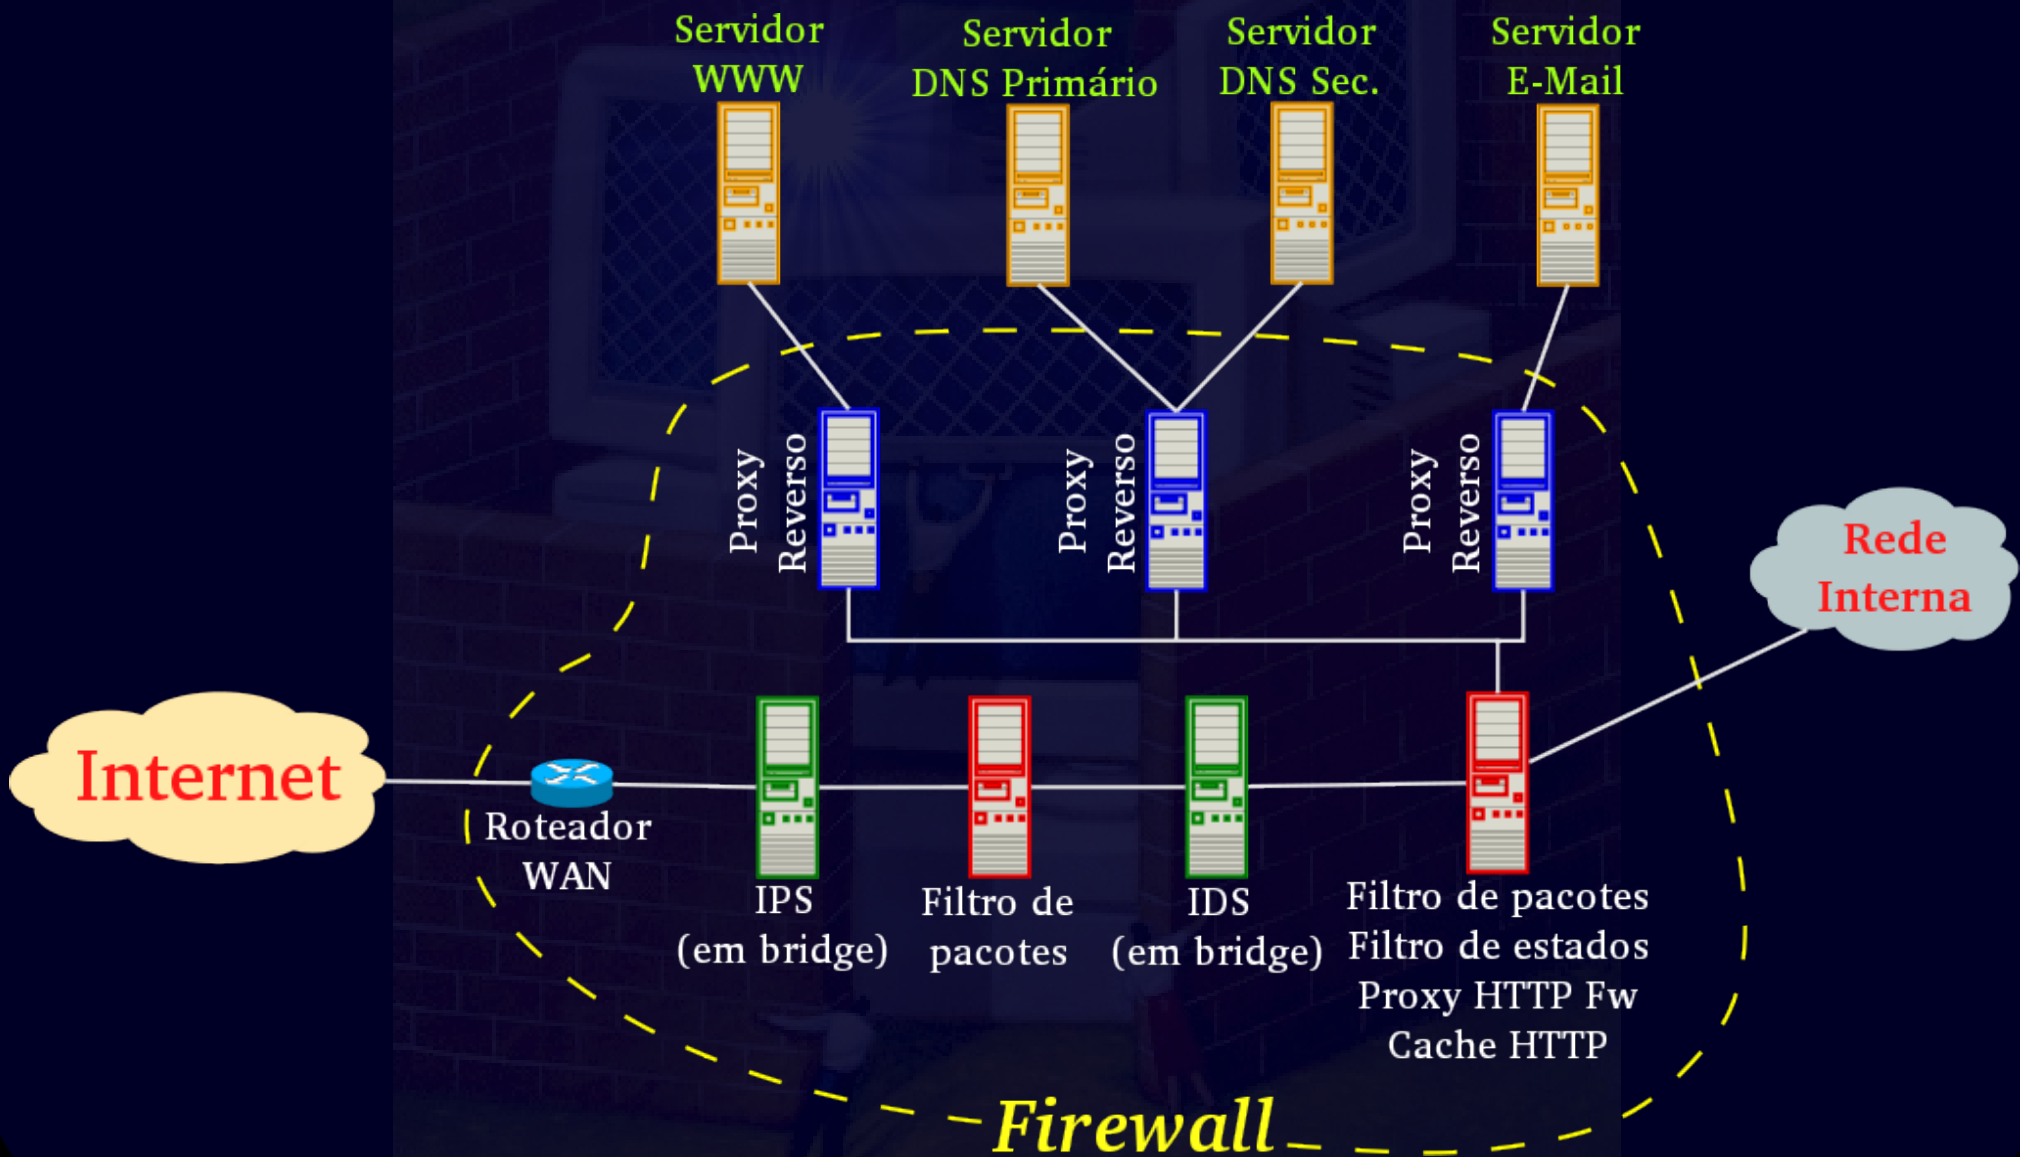 Servidor
WWW
Servidor
DNS Primário
Servidor
DNS Sec.
Servidor
E-Mail
Proxy
Reverso
Proxy
Reverso
Proxy
Reverso
Rede
Interna
Internet
Roteador
WAN
IPS
(em bridge)
Filtro de
pacotes
IDS
(em bridge)
Filtro de pacotes
Filtro de estados
Proxy HTTP Fw
Cache HTTP
Firewall